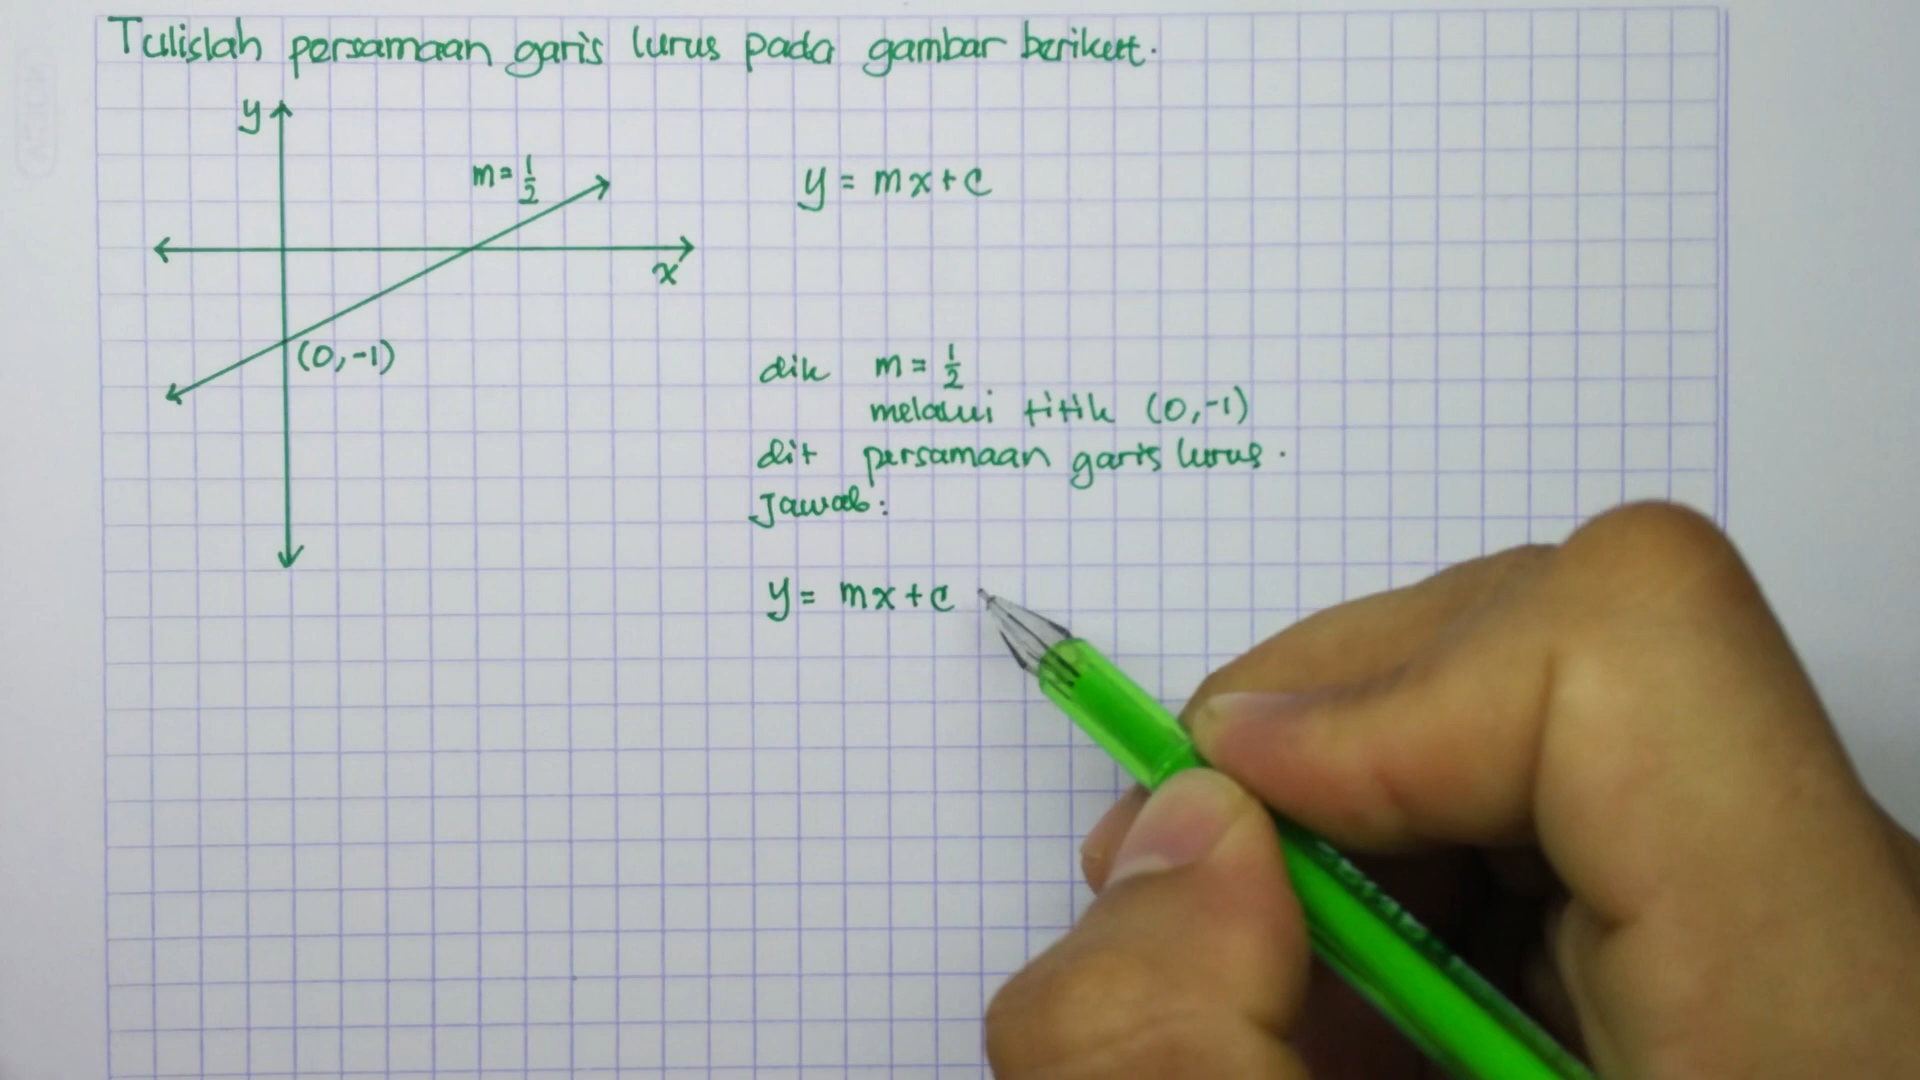 Tulislah persamaan garis lurus pada gambar berikut.
y
m = 1/2
x
(0,-1)
y = mx + c
dik m = 1/2
melalui titik (0,-1)
dit persamaan garis lurus.
Jawab:
y = mx + c